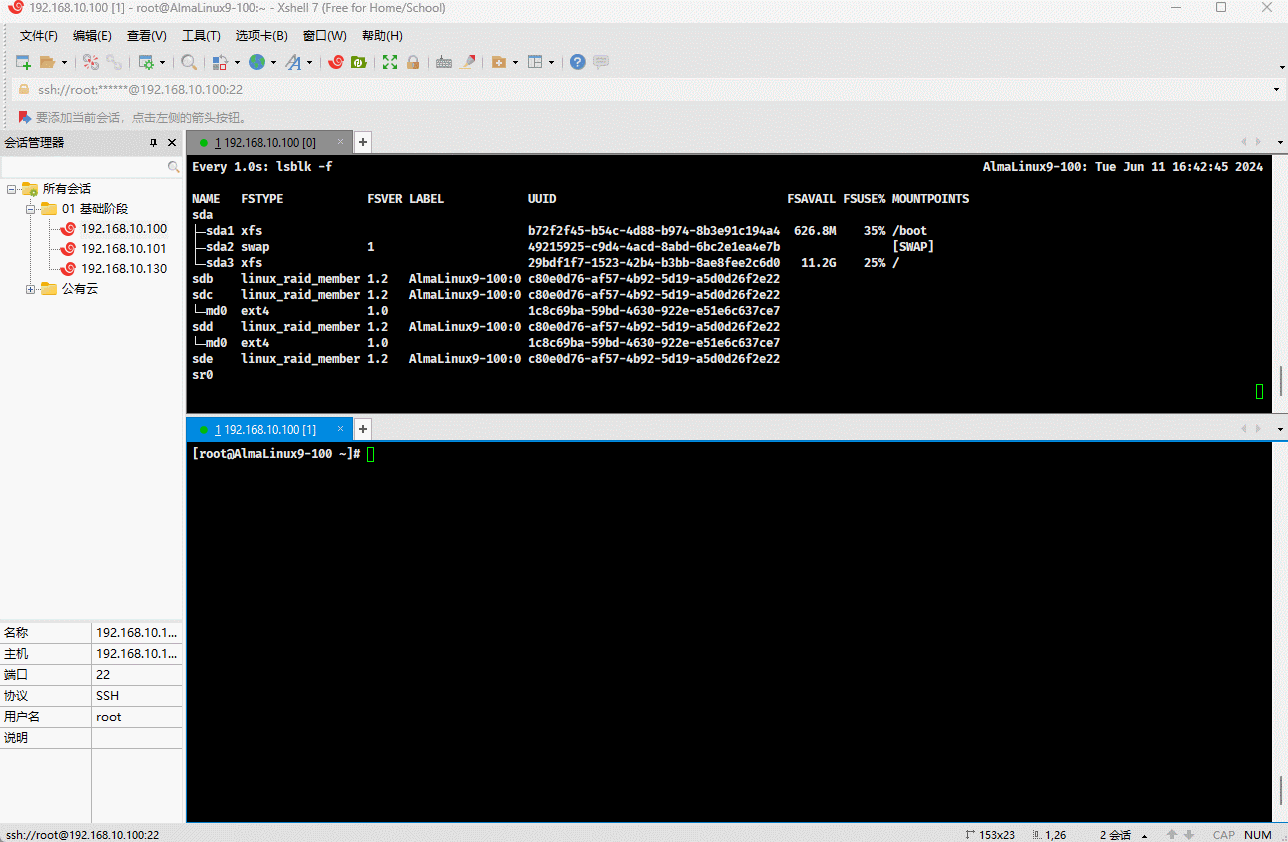 192.168.10.100 [1] - root@AlmaLinux9-100:~ - Xshell 7 (Free for Home/School)
文件(F) 编辑(E) 查看(V) 工具(T) 选项卡(B) 窗口(W) 帮助(H)
ssh://root:******@192.168.10.100:22
要添加当前会话，点击左侧的箭头按钮。
会话管理器
所有会话
01 基础阶段
192.168.10.100
192.168.10.101
192.168.10.130
公有云
名称 192.168.10.1...
主机 192.168.10.1...
端口 22
协议 SSH
用户名 root
说明
1 192.168.10.100 [0]
Every 1.0s: lsblk -f AlmaLinux9-100: Tue Jun 11 16:42:45 2024
NAME FSTYPE FSVER LABEL UUID FSAVAIL FSUSE% MOUNTPOINTS
sda
├─sda1 xfs b72f2f45-b54c-4d88-b974-8b3e91c194a4 626.8M 35% /boot
├─sda2 swap 1 49215925-c9d4-4acd-8abd-6bc2e1ea4e7b [SWAP]
└─sda3 xfs 29bdf1f7-1523-42b4-b3bb-8ae8fee2c6d0 11.2G 25% /
sdb linux_raid_member 1.2 AlmaLinux9-100:0 c80e0d76-af57-4b92-5d19-a5d0d26f2e22
sdc linux_raid_member 1.2 AlmaLinux9-100:0 c80e0d76-af57-4b92-5d19-a5d0d26f2e22
└─md0 ext4 1.0 1c8c69ba-59bd-4630-922e-e51e6c637ce7
sdd linux_raid_member 1.2 AlmaLinux9-100:0 c80e0d76-af57-4b92-5d19-a5d0d26f2e22
└─md0 ext4 1.0 1c8c69ba-59bd-4630-922e-e51e6c637ce7
sde linux_raid_member 1.2 AlmaLinux9-100:0 c80e0d76-af57-4b92-5d19-a5d0d26f2e22
sr0
1 192.168.10.100 [1]
[root@AlmaLinux9-100 ~]#
ssh://root@192.168.10.100:22 153x23 1,26 2 会话 CAP NUM